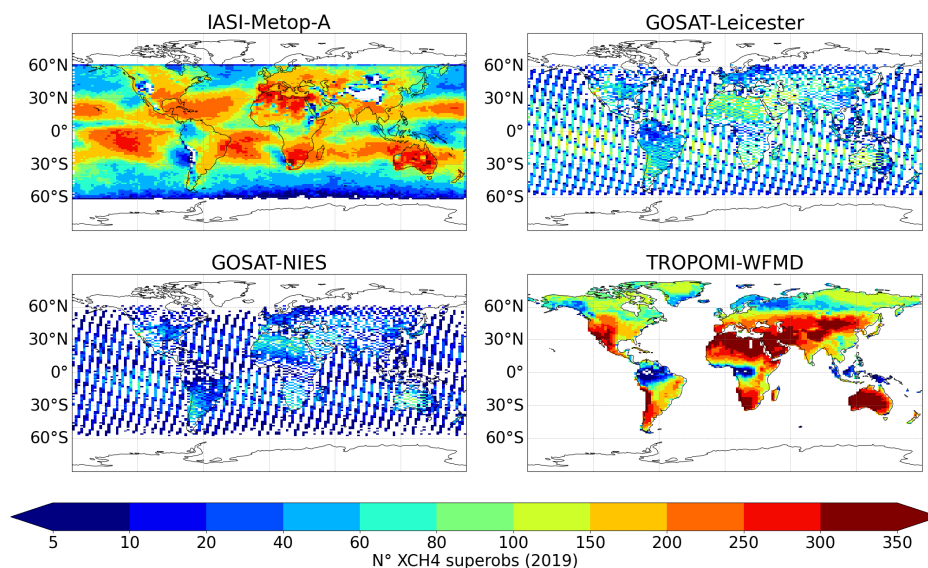 IASI-Metop-A GOSAT-Leicester
60°N 60°N
30°N 30°N
0° 0°
30°S 30°S
60°S 60°S
GOSAT-NIES TROPOMI-WFMD
60°N 60°N
30°N 30°N
0° 0°
30°S 30°S
60°S 60°S
5 10 20 40 60 80 100 150 200 250 300 350
N° XCH4 superobs (2019)